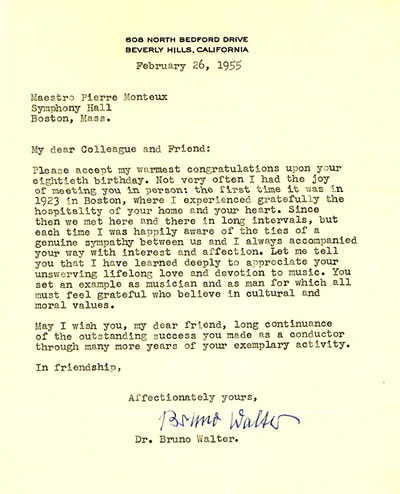 608 NORTH BEDFORD DRIVE
BEVERLY HILLS, CALIFORNIA
February 26, 1955
Maestro Pierre Monteux
Symphony Hall
Boston, Mass.
My dear Colleague and Friend:
Please accept my warmest congratulations upon your
eightieth birthday. Not very often I had the joy
of meeting you in person: the first time it was in
1923 in Boston, where I experienced gratefully the
hospitality of your home and your heart. Since
then we met here and there in long intervals, but
each time I was happily aware of the ties of a
genuine sympathy between us and I always accompanied
your way with interest and affection. Let me tell
you that I have learned deeply to appreciate your
unswerving lifelong love and devotion to music. You
set an example as musician and as man for which all
must feel grateful who believe in cultural and
moral values.
May I wish you, my dear friend, long continuance
of the outstanding success you made as a conductor
through many more years of your exemplary activity.
In friendship,
Affectionately yours,
Bruno Walter
Dr. Bruno Walter.